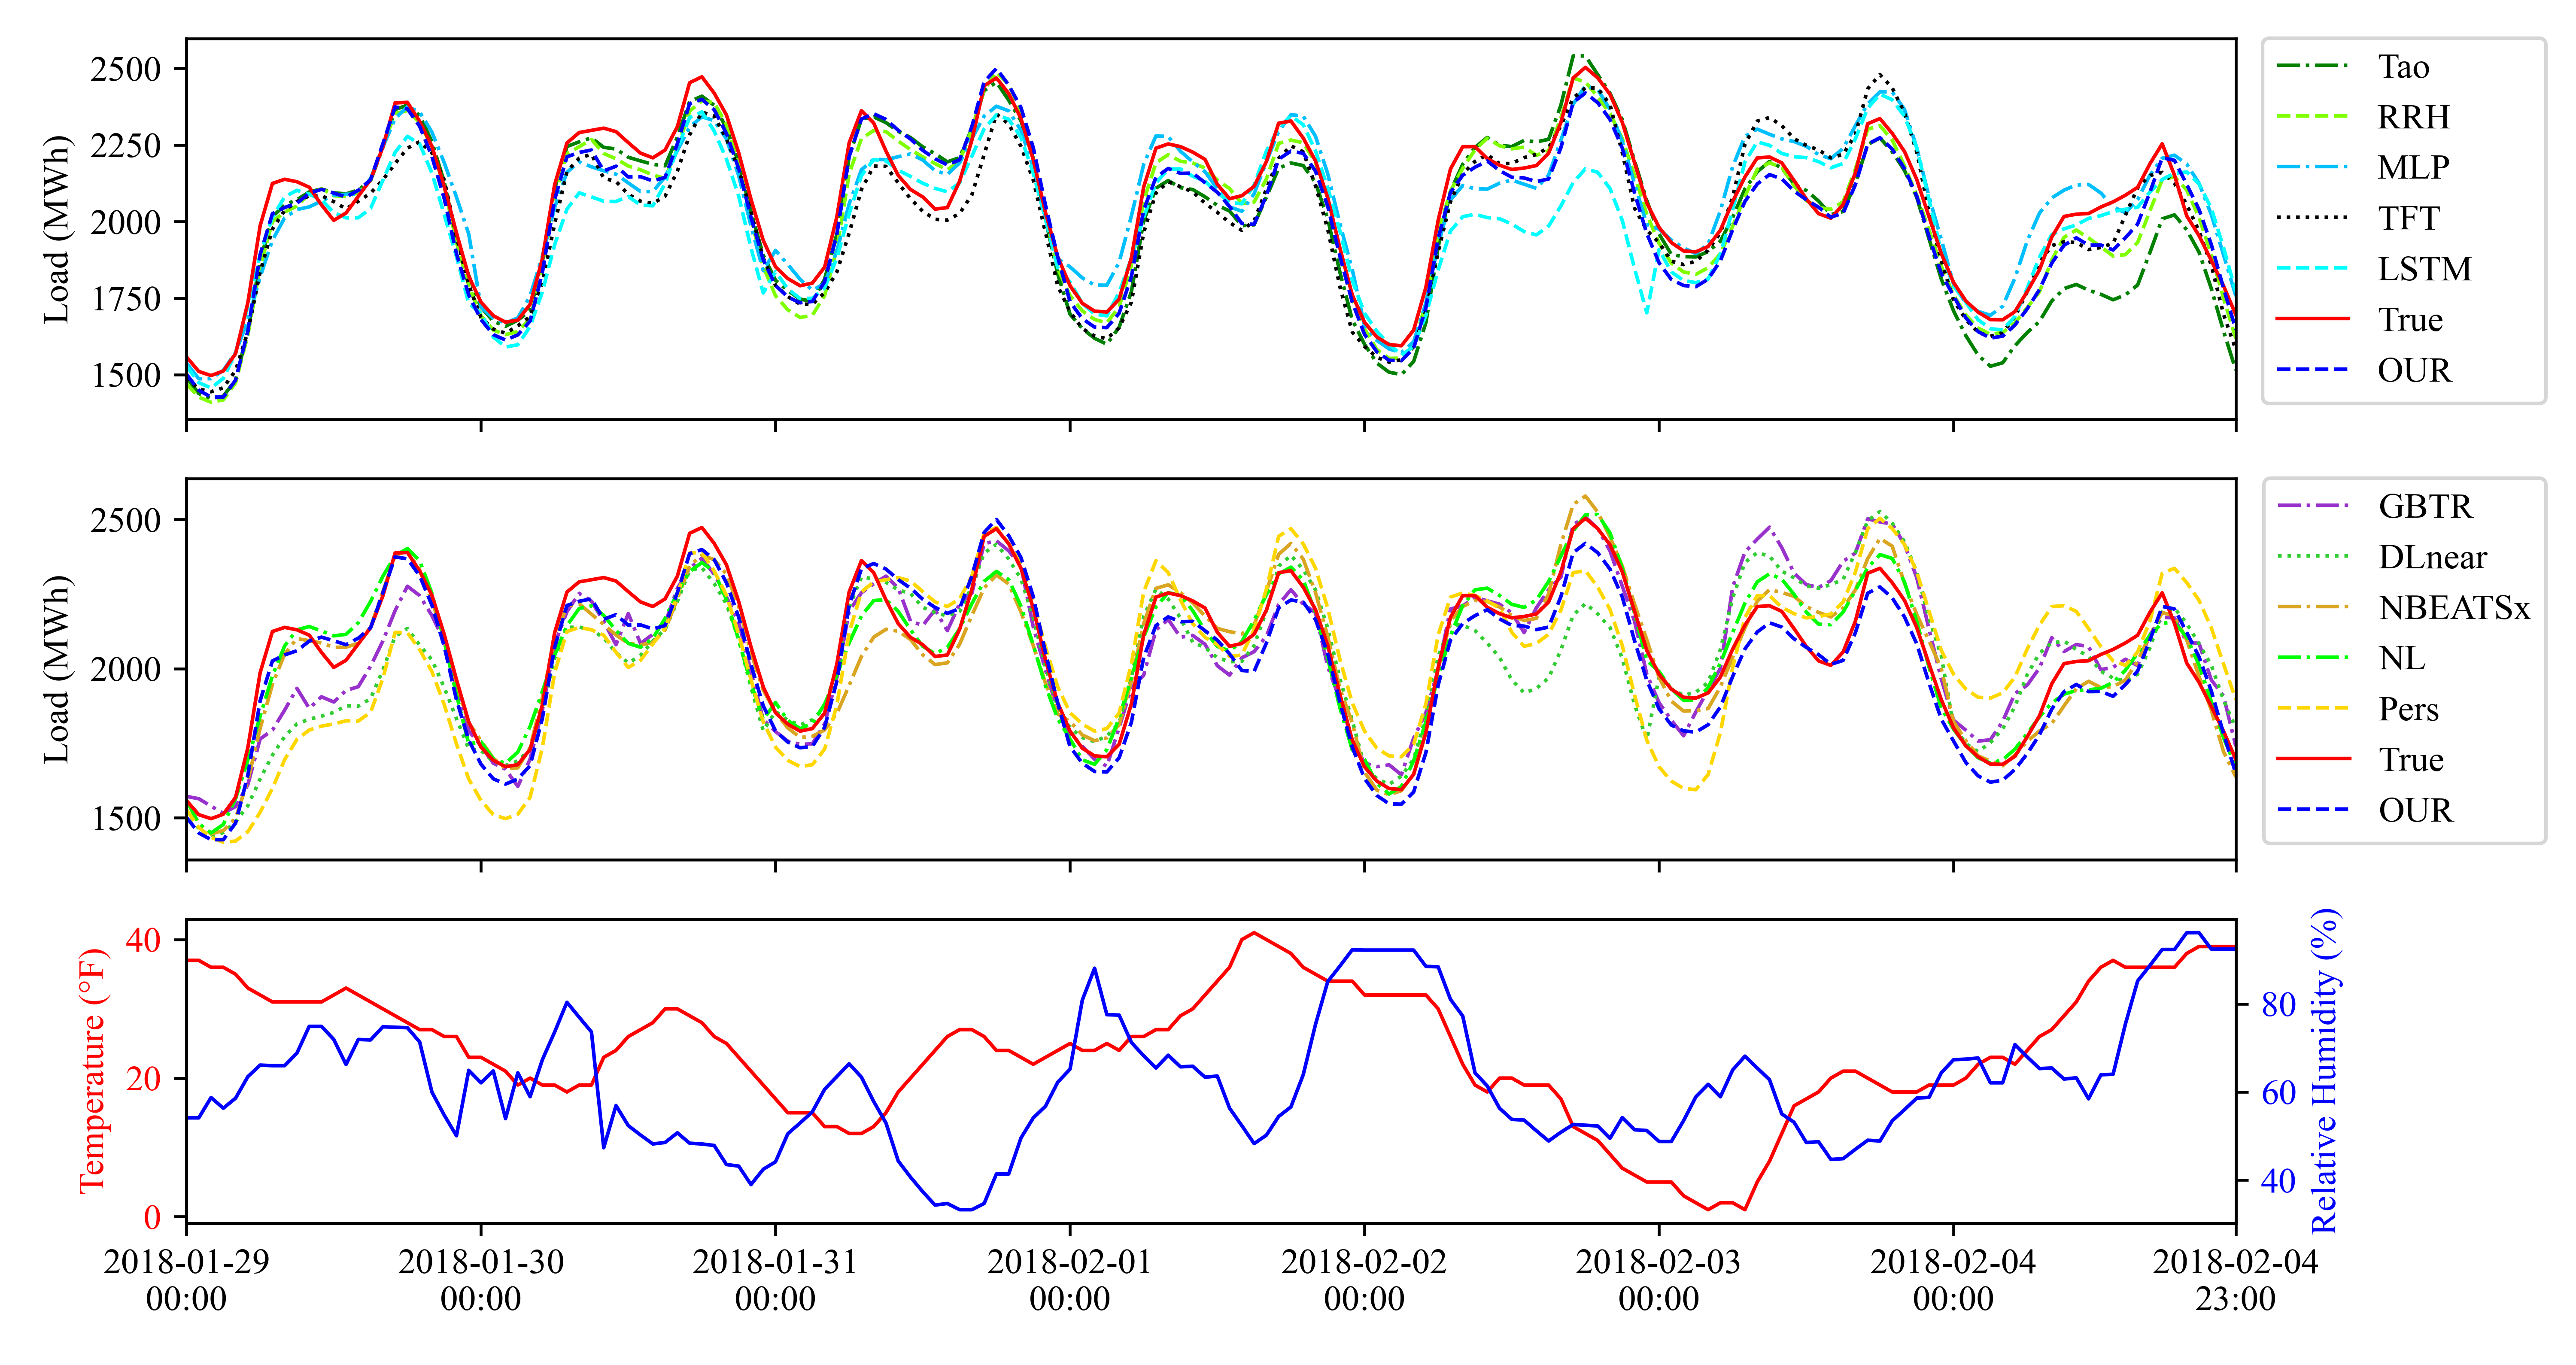 Load (MWh)
2500
2250
2000
1750
1500
Tao
RRH
MLP
TFT
LSTM
True
OUR
Load (MWh)
2500
2000
1500
GBTR
DLnear
NBEATSx
NL
Pers
True
OUR
Temperature (°F)
40
20
0
80
60
40
Relative Humidity (%)
2018-01-29 2018-01-30 2018-01-31 2018-02-01 2018-02-02 2018-02-03 2018-02-04 2018-02-04
00:00 00:00 00:00 00:00 00:00 00:00 00:00 23:00